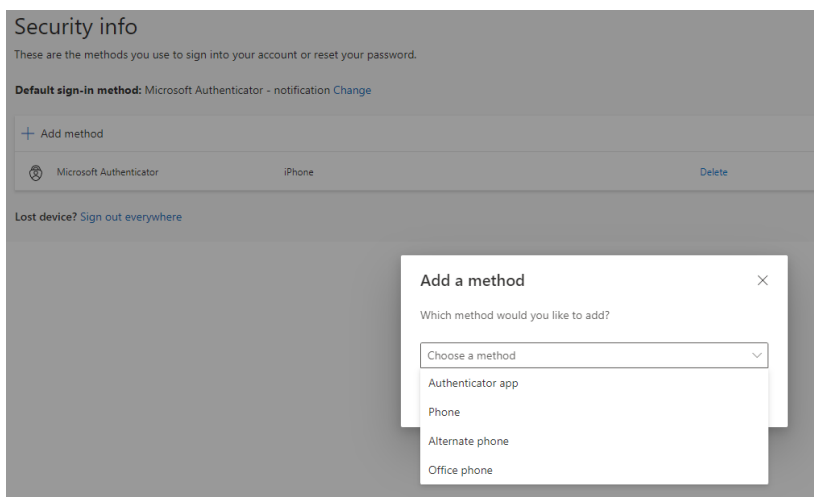 Security info
These are the methods you use to sign into your account or reset your password.
Default sign-in method: Microsoft Authenticator - notification Change
Add method
Microsoft Authenticator iPhone Delete
Lost device? Sign out everywhere
Add a method
Which method would you like to add?
Choose a method
Authenticator app
Phone
Alternate phone
Office phone